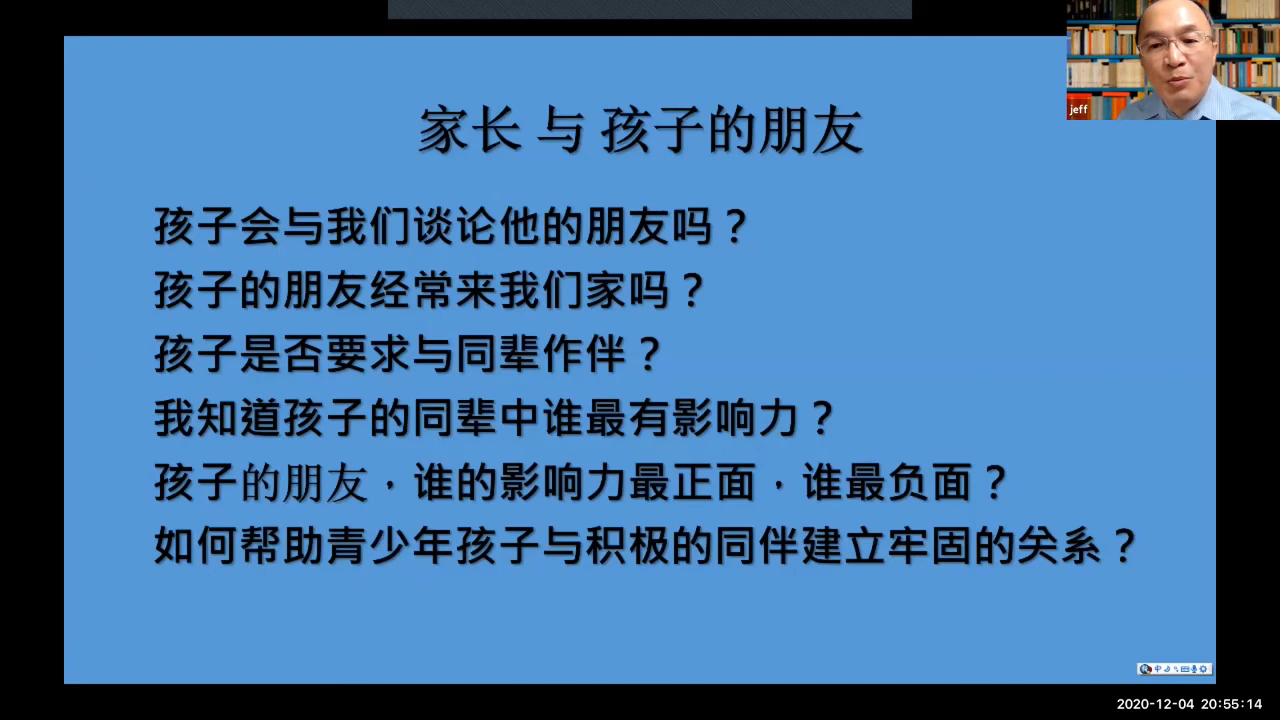 jeff
家长 与 孩子的朋友
孩子会与我们谈论他的朋友吗？
孩子的朋友经常来我们家吗？
孩子是否要求与同辈作伴？
我知道孩子的同辈中谁最有影响力？
孩子的朋友，谁的影响力最正面，谁最负面？
如何帮助青少年孩子与积极的同伴建立牢固的关系？
中
2020-12-04 20:55:14